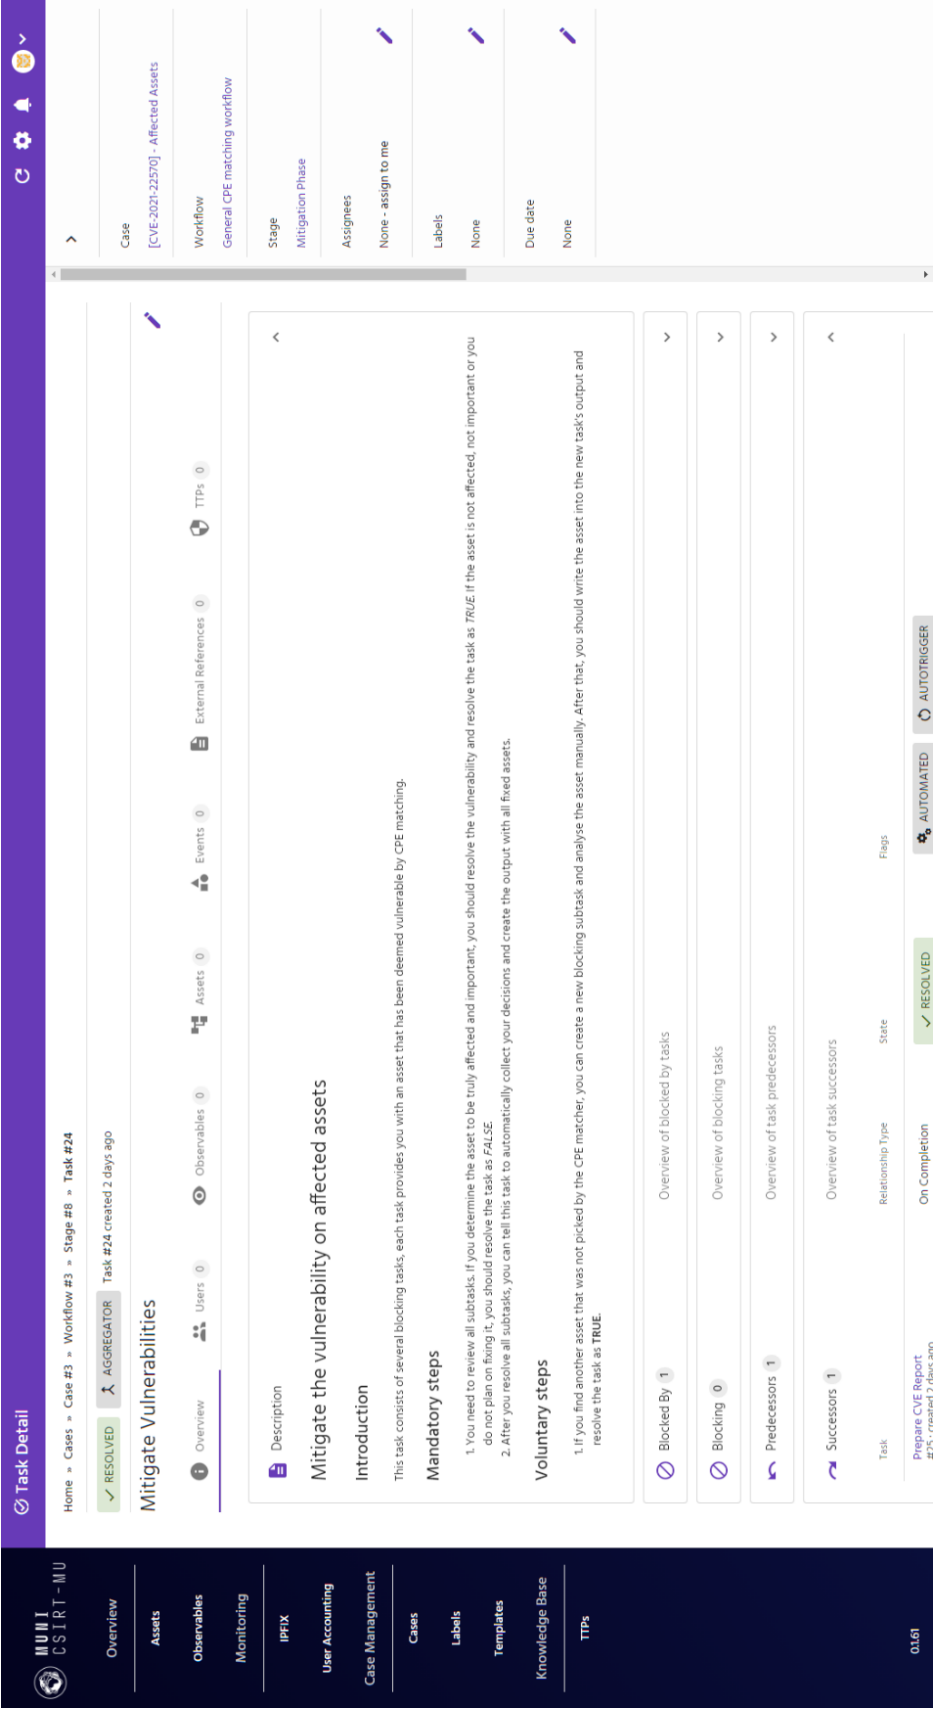 MUNI
CSIRT-MU
Overview
Assets
Observables
Monitoring
IPFIX
User Accounting
Case Management
Cases
Labels
Templates
Knowledge Base
TTPs
0.1.61
Task Detail
Home » Cases » Case #3 » Workflow #3 » Stage #8 » Task #24
RESOLVED AGGREGATOR Task #24 created 2 days ago
Mitigate Vulnerabilities
Overview Users 0 Observables 0 Assets 0 Events 0 External References 0 TTPs 0
Description
Mitigate the vulnerability on affected assets
Introduction
This task consists of several blocking tasks, each task provides you with an asset that has been deemed vulnerable by CPE matching.
Mandatory steps
1. You need to review all subtasks. If you determine the asset to be truly affected and important, you should resolve the vulnerability and resolve the task as TRUE. If the asset is not affected, not important or you
do not plan on fixing it, you should resolve the task as FALSE.
2. After you resolve all subtasks, you can tell this task to automatically collect your decisions and create the output with all fixed assets.
Voluntary steps
1. If you find another asset that was not picked by the CPE matcher, you can create a new blocking subtask and analyse the asset manually. After that, you should write the asset into the new task's output and
resolve the task as TRUE.
Blocked By 1 Overview of blocked by tasks
Blocking 0 Overview of blocking tasks
Predecessors 1 Overview of task predecessors
Successors 1 Overview of task successors
Task Relationship Type State Flags
Prepare CVE Report On Completion RESOLVED AUTOMATED AUTOTRIGGER
#25 · created 2 days ago
Case
[CVE-2021-22570] - Affected Assets
Workflow
General CPE matching workflow
Stage
Mitigation Phase
Assignees
None - assign to me
Labels
None
Due date
None